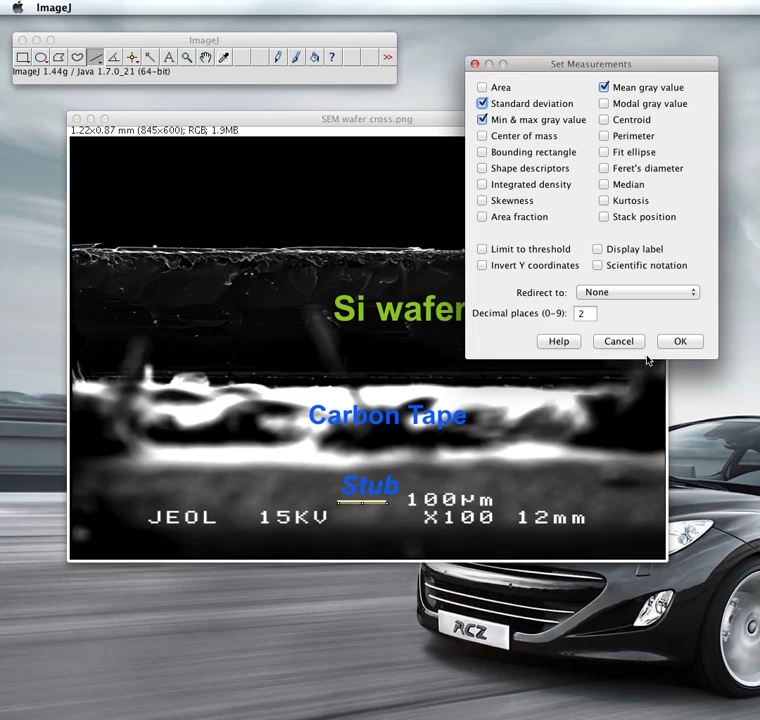 ImageJ
ImageJ
ImageJ 1.44g / Java 1.7.0_21 (64-bit)
A
?
>>
SEM wafer cross.png
1.22x0.87 mm (845x600); RGB; 1.9MB
Si wafer
Carbon Tape
Stub
100µm
JEOL 15KV X100 12mm
Set Measurements
Area
Mean gray value
Standard deviation
Modal gray value
Min & max gray value
Centroid
Center of mass
Perimeter
Bounding rectangle
Fit ellipse
Shape descriptors
Feret's diameter
Integrated density
Median
Skewness
Kurtosis
Area fraction
Stack position
Limit to threshold
Display label
Invert Y coordinates
Scientific notation
Redirect to: None
Decimal places (0-9): 2
Help
Cancel
OK
RCZ